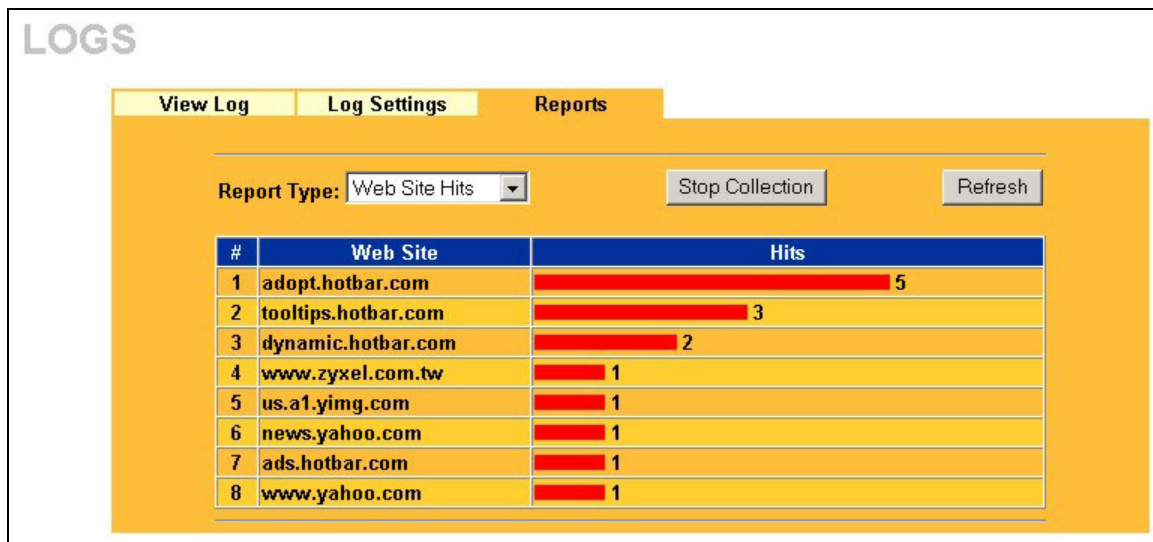 LOGS
View Log Log Settings Reports
Report Type: Web Site Hits Stop Collection Refresh
# Web Site Hits
1 adopt.hotbar.com 5
2 tooltips.hotbar.com 3
3 dynamic.hotbar.com 2
4 www.zyxel.com.tw 1
5 us.a1.yimg.com 1
6 news.yahoo.com 1
7 ads.hotbar.com 1
8 www.yahoo.com 1